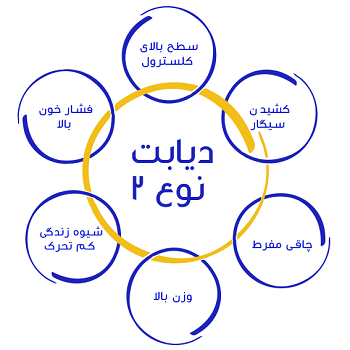 سطح بالای
کلسترول
کشیدن
سیگار
چاقی مفرط
وزن بالا
شیوه زندگی
کم تحرک
فشار خون
بالا
دیابت
نوع ۲